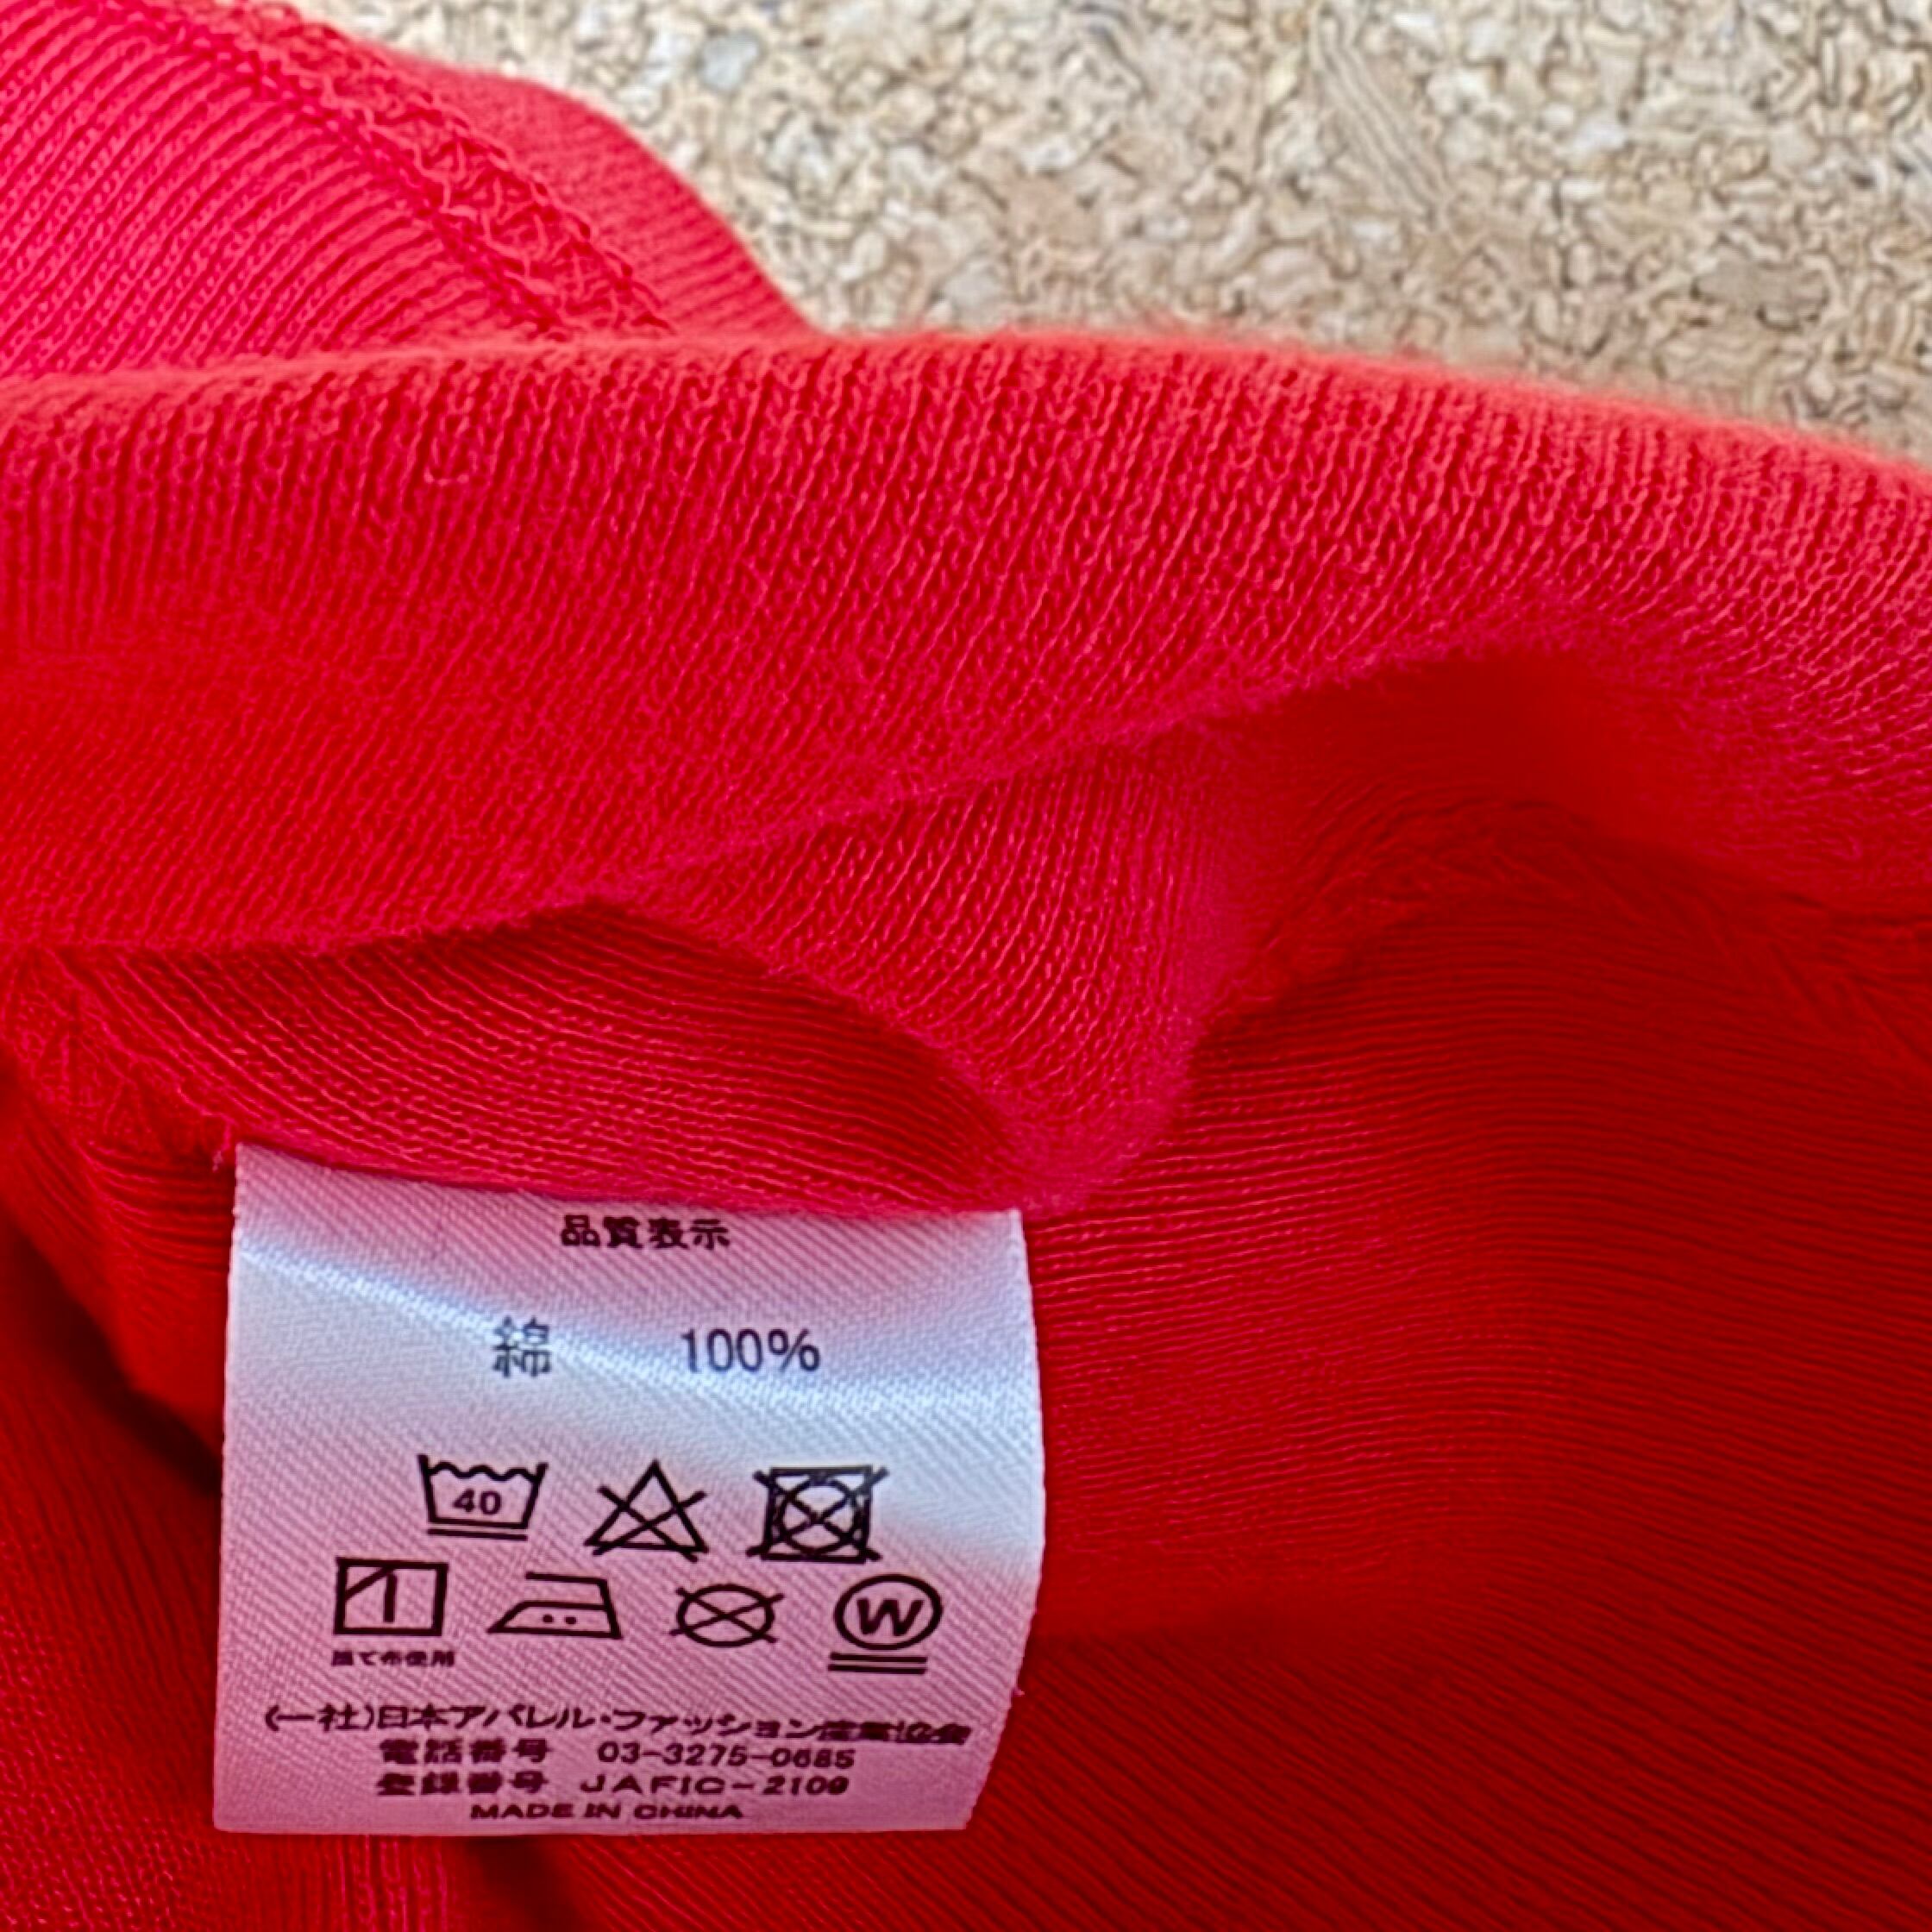 品質表示
綿 100%
40
W
当て布使用
(一社)日本アパレル・ファッション産業協会
電話番号 03-3275-0685
登録番号 JAFIC-2109
MADE IN CHINA